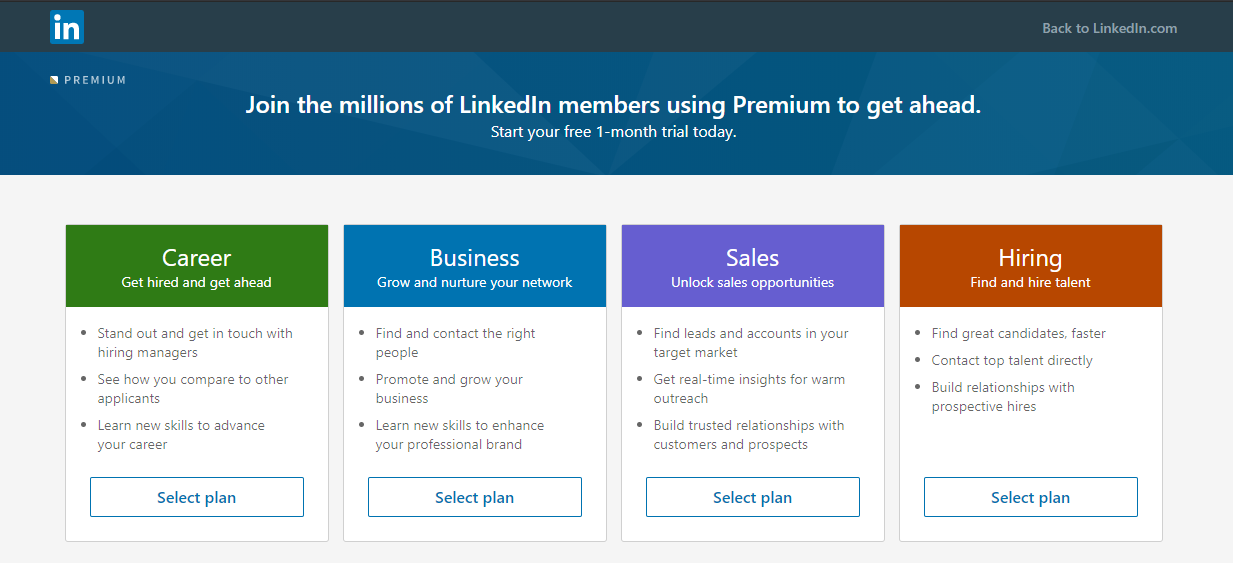 in
Back to LinkedIn.com
PREMIUM
Join the millions of LinkedIn members using Premium to get ahead.
Start your free 1-month trial today.
Career
Get hired and get ahead
Stand out and get in touch with
hiring managers
See how you compare to other
applicants
Learn new skills to advance
your career
Select plan
Business
Grow and nurture your network
Find and contact the right
people
Promote and grow your
business
Learn new skills to enhance
your professional brand
Select plan
Sales
Unlock sales opportunities
Find leads and accounts in your
target market
Get real-time insights for warm
outreach
Build trusted relationships with
customers and prospects
Select plan
Hiring
Find and hire talent
Find great candidates, faster
Contact top talent directly
Build relationships with
prospective hires
Select plan